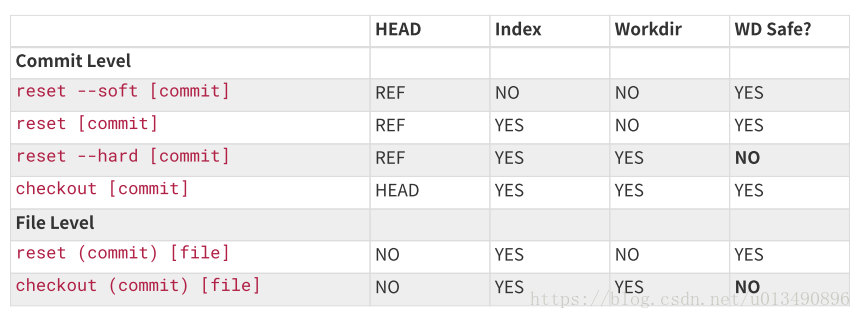 HEAD Index Workdir WD Safe?
Commit Level
reset --soft [commit] REF NO NO YES
reset [commit] REF YES NO YES
reset --hard [commit] REF YES YES NO
checkout [commit] HEAD YES YES YES
File Level
reset (commit) [file] NO YES NO YES
checkout (commit) [file] NO YES YES NO
https://blog.csdn.net/u013490896